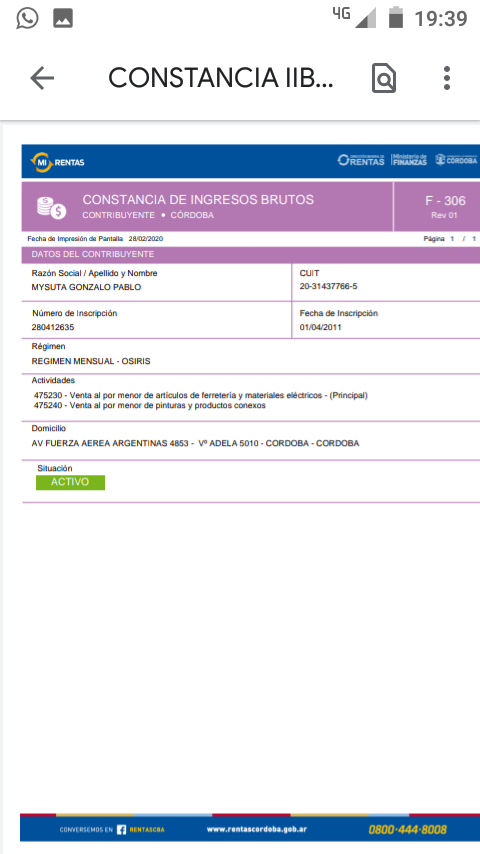 4G 19:39
CONSTANCIA IIB...
MI RENTAS
DIRECCIÓN GENERAL DE RENTAS Ministerio de FINANZAS CÓRDOBA
CONSTANCIA DE INGRESOS BRUTOS
CONTRIBUYENTE • CÓRDOBA
F - 306
Rev 01
Fecha de Impresión de Pantalla 28/02/2020 Página 1 / 1
DATOS DEL CONTRIBUYENTE
Razón Social / Apellido y Nombre
MYSUTA GONZALO PABLO
CUIT
20-31437766-5
Número de Inscripción
280412635
Fecha de Inscripción
01/04/2011
Régimen
REGIMEN MENSUAL - OSIRIS
Actividades
475230 - Venta al por menor de artículos de ferretería y materiales eléctricos - (Principal)
475240 - Venta al por menor de pinturas y productos conexos
Domicilio
AV FUERZA AEREA ARGENTINAS 4853 - Vº ADELA 5010 - CORDOBA - CORDOBA
Situación
ACTIVO
CONVERSEMOS EN f RENTASCBA www.rentascordoba.gob.ar 0800-444-8008